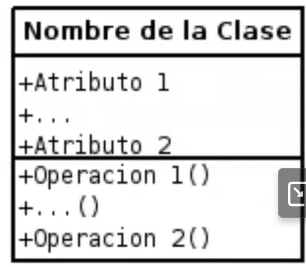 Nombre de la Clase
+Atributo 1
+...
+Atributo 2
+Operacion 1()
+...()
+Operacion 2()